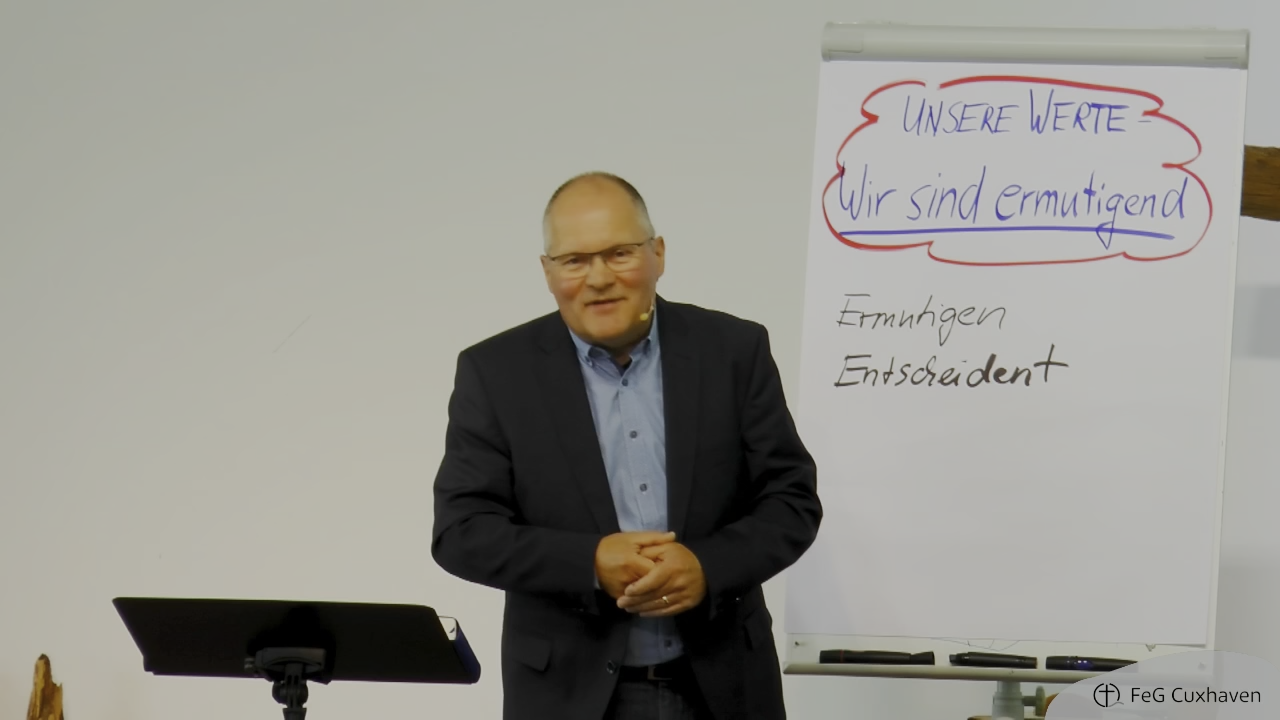 UNSERE WERTE -
Wir sind ermutigend
Ermutigen
Entscheident
FeG Cuxhaven